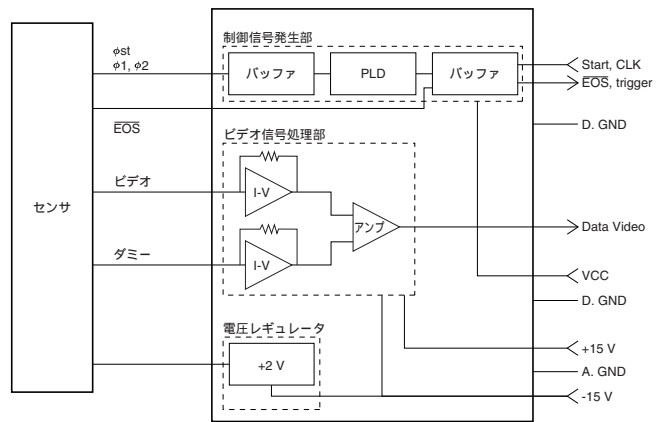 制御信号発生部
φst
φ1, φ2
バッファ
PLD
バッファ
Start, CLK
EOS, trigger
D. GND
EOS
ビデオ信号処理部
センサ
ビデオ
I-V
アンプ
Data Video
ダミー
I-V
VCC
D. GND
電圧レギュレータ
+2 V
+15 V
A. GND
-15 V